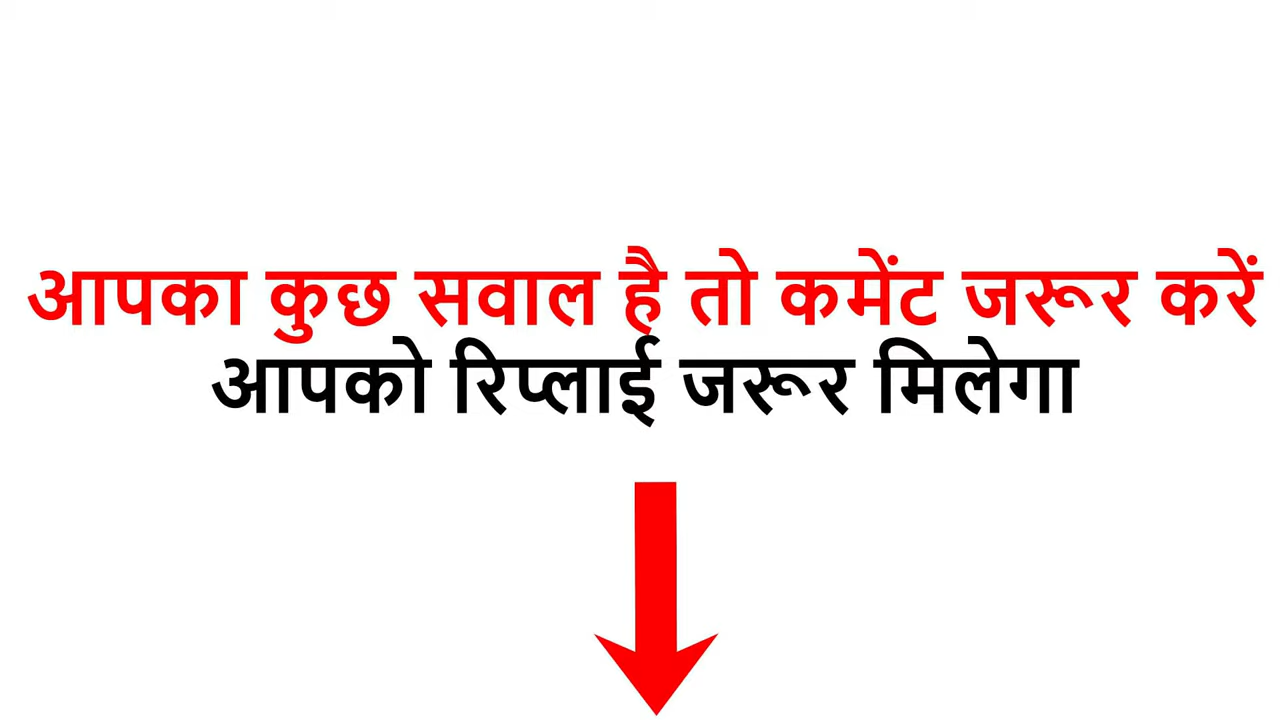 आपका कुछ सवाल है तो कमेंट जरूर करें
आपको रिप्लाई जरूर मिलेगा